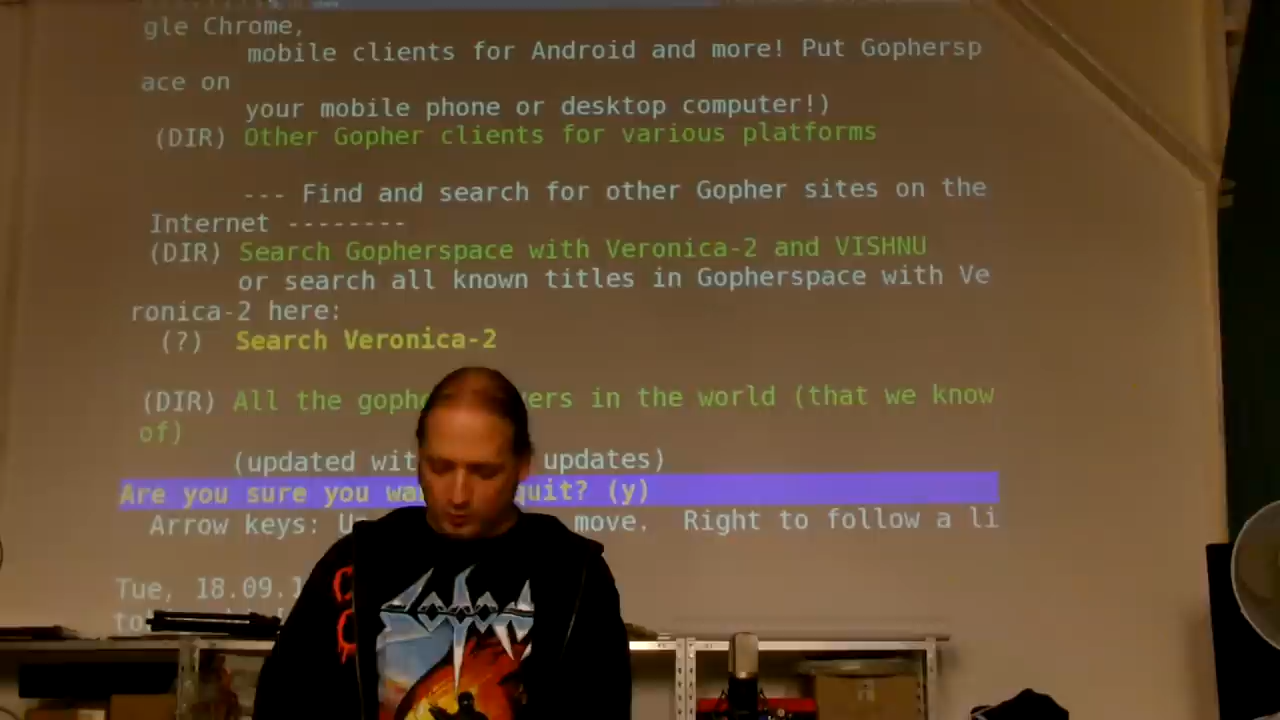 gle Chrome,
mobile clients for Android and more! Put Gophersp
ace on
your mobile phone or desktop computer!)
(DIR) Other Gopher clients for various platforms
--- Find and search for other Gopher sites on the
Internet --------
(DIR) Search Gopherspace with Veronica-2 and VISHNU
or search all known titles in Gopherspace with Ve
ronica-2 here:
(?) Search Veronica-2
(DIR) All the goph ers in the world (that we know
of)
(updated wit updates)
Are you sure you wa quit? (y)
Arrow keys: U move. Right to follow a li
Tue, 18.09.1
Sodom